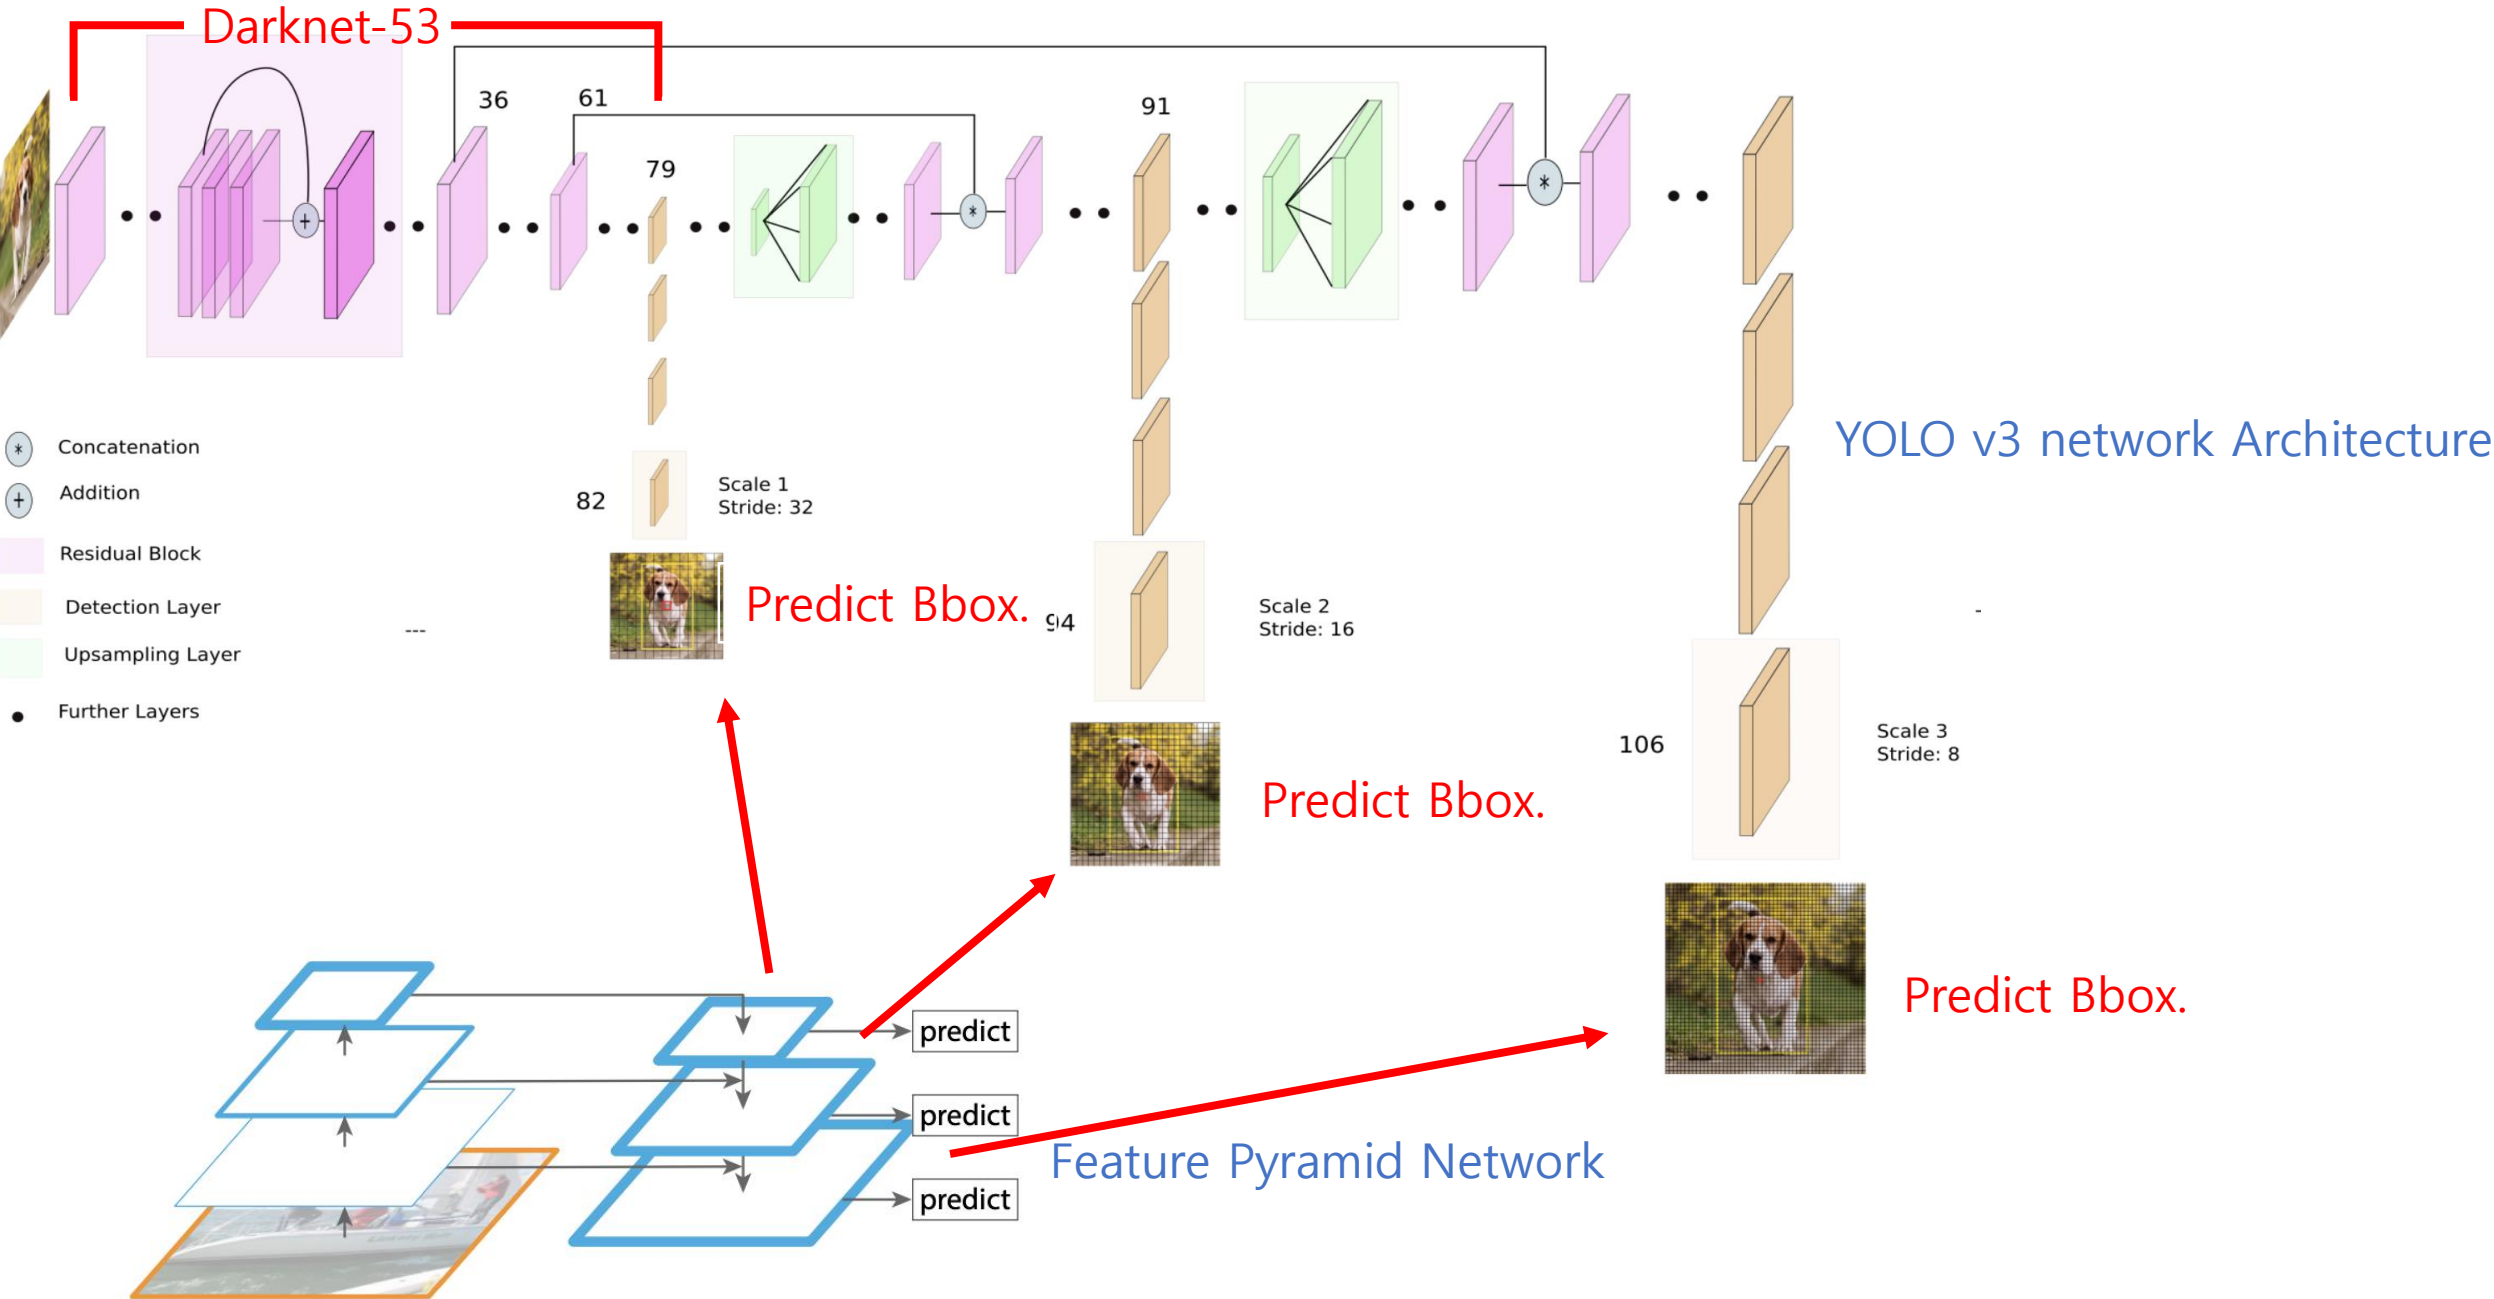 Darknet-53
36
61
79
91
+
*
*
YOLO v3 network Architecture
* Concatenation
+ Addition
Residual Block
Detection Layer
Upsampling Layer
Further Layers
---
82
Scale 1
Stride: 32
Predict Bbox.
94
Scale 2
Stride: 16
Predict Bbox.
-
106
Scale 3
Stride: 8
Predict Bbox.
predict
predict
predict
Feature Pyramid Network